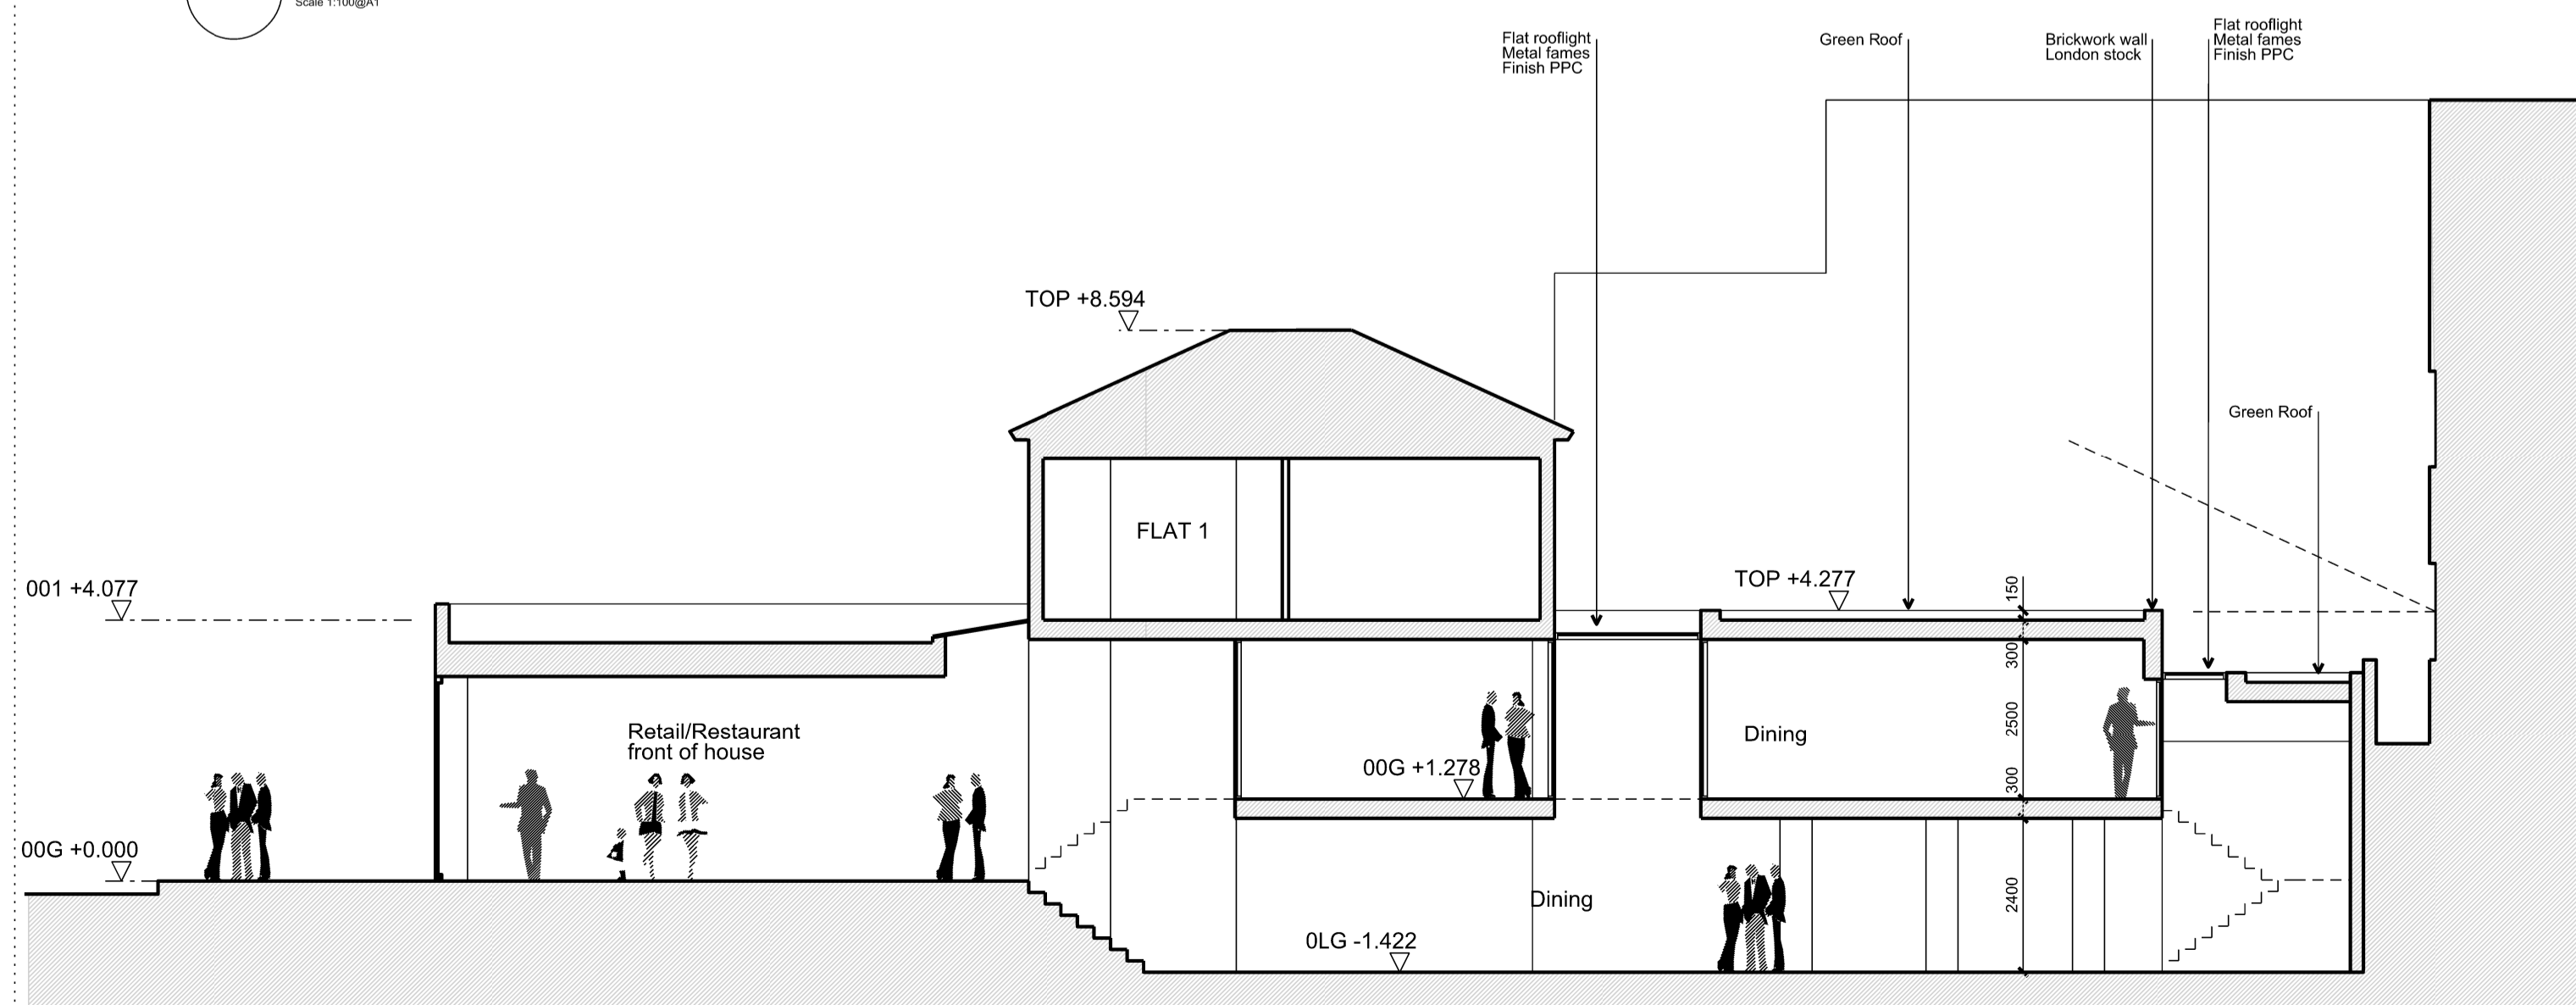 Scale 1:100@A1
Flat rooflight
Metal fames
Finish PPC
Green Roof
Brickwork wall
London stock
Flat rooflight
Metal fames
Finish PPC
TOP +8.594
Green Roof
FLAT 1
001 +4.077
TOP +4.277
150
300
2500
300
2400
Retail/Restaurant
front of house
Dining
00G +1.278
00G +0.000
Dining
0LG -1.422